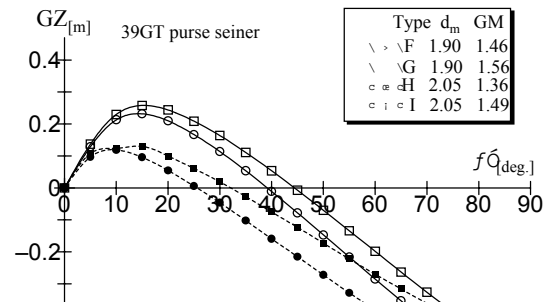 GZ[m]
39GT purse seiner
Type dm GM
F 1.90 1.46
G 1.90 1.56
H 2.05 1.36
I 2.05 1.49
0.4
0.2
0 10 20 30 40 50 60 70 80 90
−0.2
fÓ[deg.]